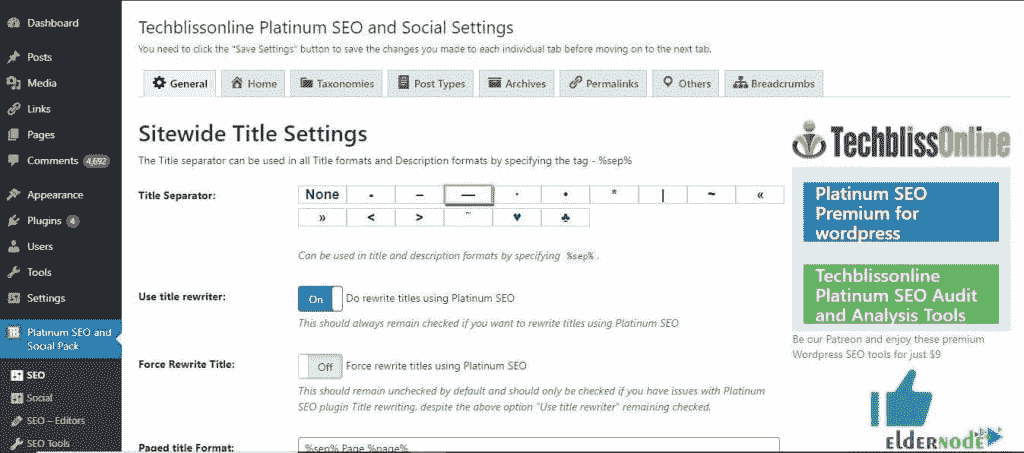 Dashboard
Posts
Media
Links
Pages
Comments 4,692
Appearance
Plugins 4
Users
Tools
Settings
Platinum SEO and
Social Pack
SEO
Social
SEO – Editors
SEO Tools
Techblissonline Platinum SEO and Social Settings
You need to click the "Save Settings" button to save the changes you made to each individual tab before moving on to the next tab.
General Home Taxonomies Post Types Archives Permalinks Others Breadcrumbs
Sitewide Title Settings
The Title separator can be used in all Title formats and Description formats by specifying the tag - %sep%
Title Separator:
None - – — · • * | ~ «
» < > ˜ ♥ ♣
Can be used in title and description formats by specifying %sep% .
Use title rewriter:
On Do rewrite titles using Platinum SEO
This should always remain checked if you want to rewrite titles using Platinum SEO
Force Rewrite Title:
Off Force rewrite titles using Platinum SEO
This should remain unchecked by default and should only be checked if you have issues with Platinum
SEO plugin Title rewriting, despite the above option "Use title rewriter" remaining checked.
Paged title Format:
%sep% Page %page%
TechblissOnline
Platinum SEO
Premium for
wordpress
Techblissonline
Platinum SEO Audit
and Analysis Tools
Be our Patreon and enjoy these premium
Wordpress SEO tools for just $9
ELDERNODE